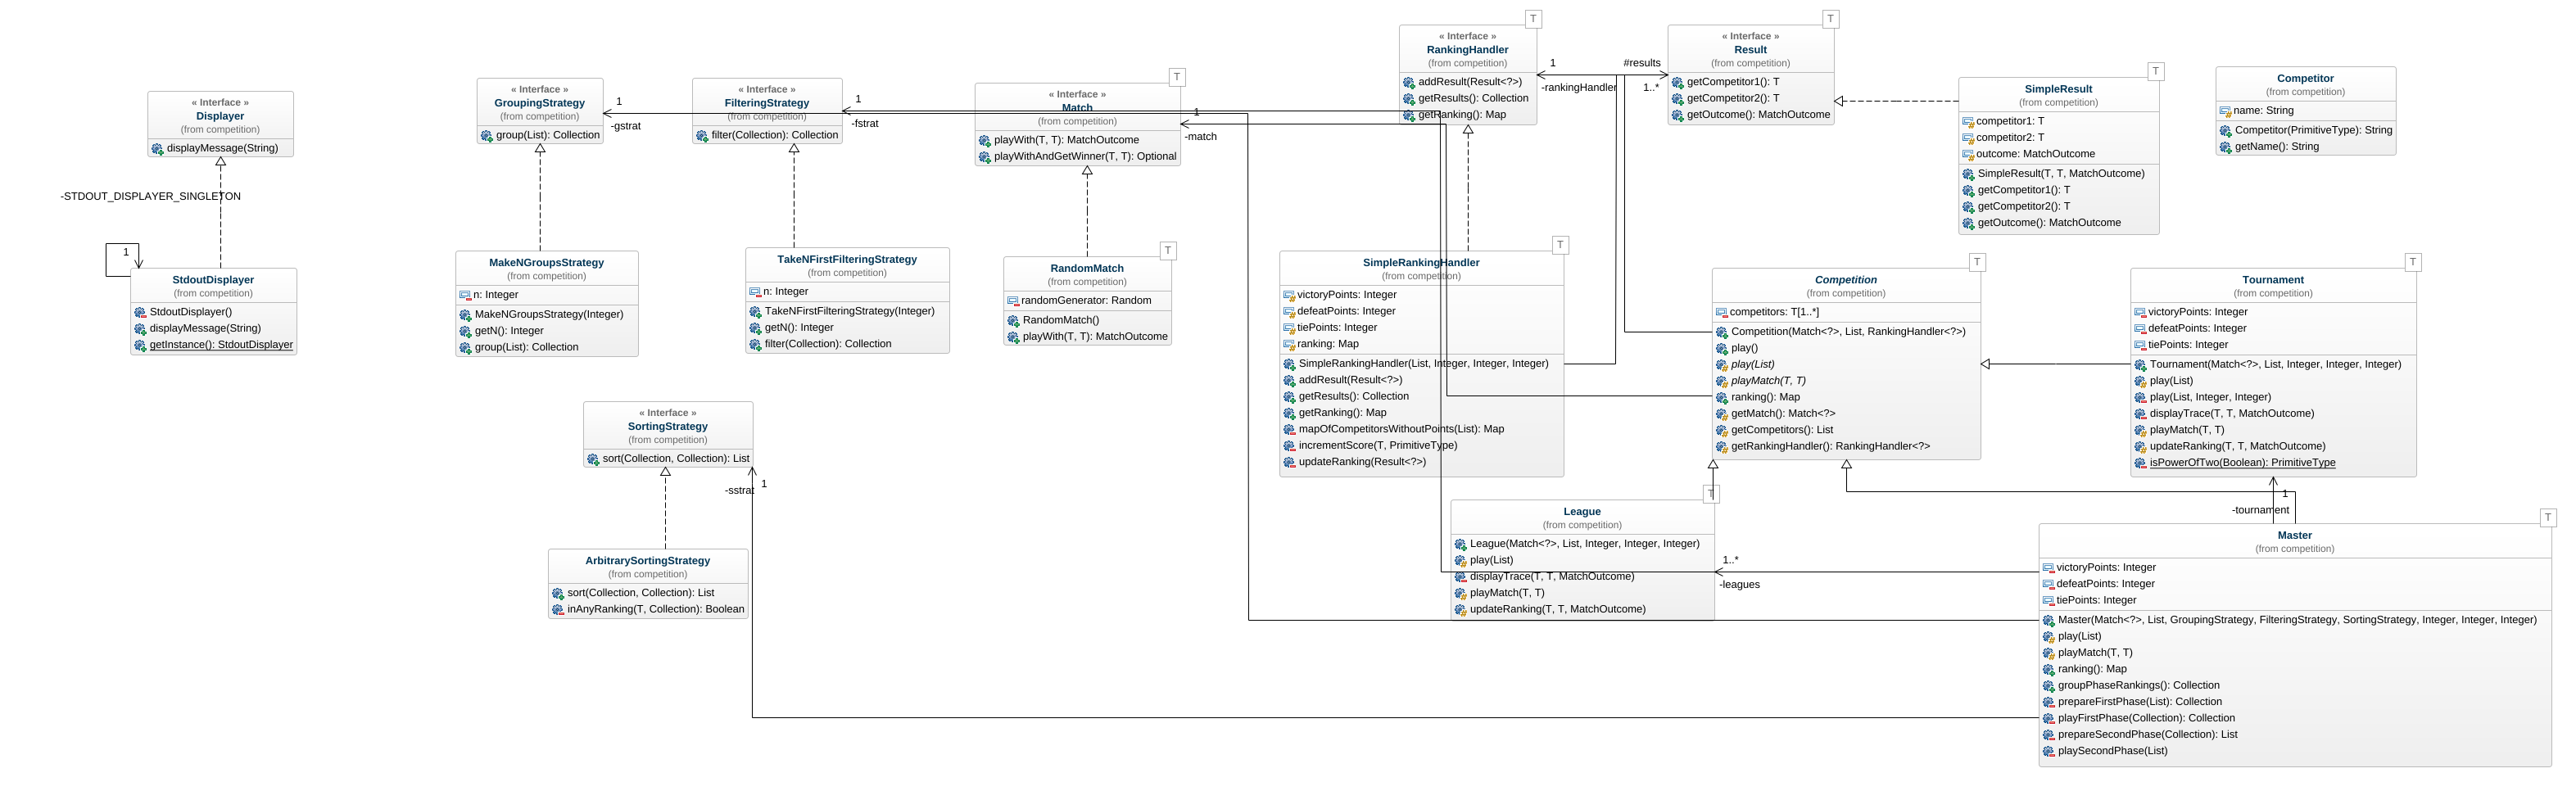 « Interface »
Displayer
(from competition)
displayMessage(String)
-STDOUT_DISPLAYER_SINGLETON
1
StdoutDisplayer
(from competition)
StdoutDisplayer()
displayMessage(String)
getInstance(): StdoutDisplayer
« Interface »
GroupingStrategy
(from competition)
group(List): Collection
1
-gstrat
MakeNGroupsStrategy
(from competition)
n: Integer
MakeNGroupsStrategy(Integer)
getN(): Integer
group(List): Collection
« Interface »
FilteringStrategy
(from competition)
filter(Collection): Collection
1
-fstrat
TakeNFirstFilteringStrategy
(from competition)
n: Integer
TakeNFirstFilteringStrategy(Integer)
getN(): Integer
filter(Collection): Collection
« Interface »
SortingStrategy
(from competition)
sort(Collection, Collection): List
-sstrat
1
ArbitrarySortingStrategy
(from competition)
sort(Collection, Collection): List
inAnyRanking(T, Collection): Boolean
T
« Interface »
Match
(from competition)
playWith(T, T): MatchOutcome
playWithAndGetWinner(T, T): Optional
1
-match
T
RandomMatch
(from competition)
randomGenerator: Random
RandomMatch()
playWith(T, T): MatchOutcome
T
« Interface »
RankingHandler
(from competition)
addResult(Result<?>)
getResults(): Collection
getRanking(): Map
1
-rankingHandler
#results
1..*
T
SimpleRankingHandler
(from competition)
victoryPoints: Integer
defeatPoints: Integer
tiePoints: Integer
ranking: Map
SimpleRankingHandler(List, Integer, Integer, Integer)
addResult(Result<?>)
getResults(): Collection
getRanking(): Map
mapOfCompetitorsWithoutPoints(List): Map
incrementScore(T, PrimitiveType)
updateRanking(Result<?>)
T
« Interface »
Result
(from competition)
getCompetitor1(): T
getCompetitor2(): T
getOutcome(): MatchOutcome
T
SimpleResult
(from competition)
competitor1: T
competitor2: T
outcome: MatchOutcome
SimpleResult(T, T, MatchOutcome)
getCompetitor1(): T
getCompetitor2(): T
getOutcome(): MatchOutcome
Competitor
(from competition)
name: String
Competitor(PrimitiveType): String
getName(): String
T
Competition
(from competition)
competitors: T[1..*]
Competition(Match<?>, List, RankingHandler<?>)
play()
play(List)
playMatch(T, T)
ranking(): Map
getMatch(): Match<?>
getCompetitors(): List
getRankingHandler(): RankingHandler<?>
T
Tournament
(from competition)
victoryPoints: Integer
defeatPoints: Integer
tiePoints: Integer
Tournament(Match<?>, List, Integer, Integer, Integer)
play(List)
play(List, Integer, Integer)
displayTrace(T, T, MatchOutcome)
playMatch(T, T)
updateRanking(T, T, MatchOutcome)
isPowerOfTwo(Boolean): PrimitiveType
1
-tournament
T
League
(from competition)
League(Match<?>, List, Integer, Integer, Integer)
play(List)
displayTrace(T, T, MatchOutcome)
playMatch(T, T)
updateRanking(T, T, MatchOutcome)
1..*
-leagues
T
Master
(from competition)
victoryPoints: Integer
defeatPoints: Integer
tiePoints: Integer
Master(Match<?>, List, GroupingStrategy, FilteringStrategy, SortingStrategy, Integer, Integer, Integer)
play(List)
playMatch(T, T)
ranking(): Map
groupPhaseRankings(): Collection
prepareFirstPhase(List): Collection
playFirstPhase(Collection): Collection
prepareSecondPhase(Collection): List
playSecondPhase(List)